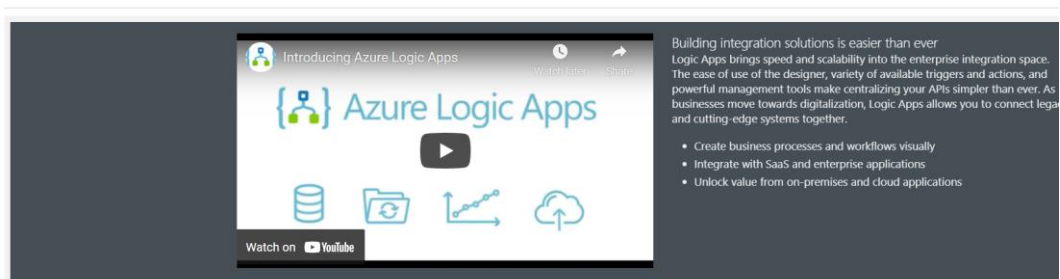 Introducing Azure Logic Apps
Watch later
Share
Azure Logic Apps
Watch on YouTube
Building integration solutions is easier than ever
Logic Apps brings speed and scalability into the enterprise integration space.
The ease of use of the designer, variety of available triggers and actions, and
powerful management tools make centralizing your APIs simpler than ever. As
businesses move towards digitalization, Logic Apps allows you to connect lega
and cutting-edge systems together.
• Create business processes and workflows visually
• Integrate with SaaS and enterprise applications
• Unlock value from on-premises and cloud applications